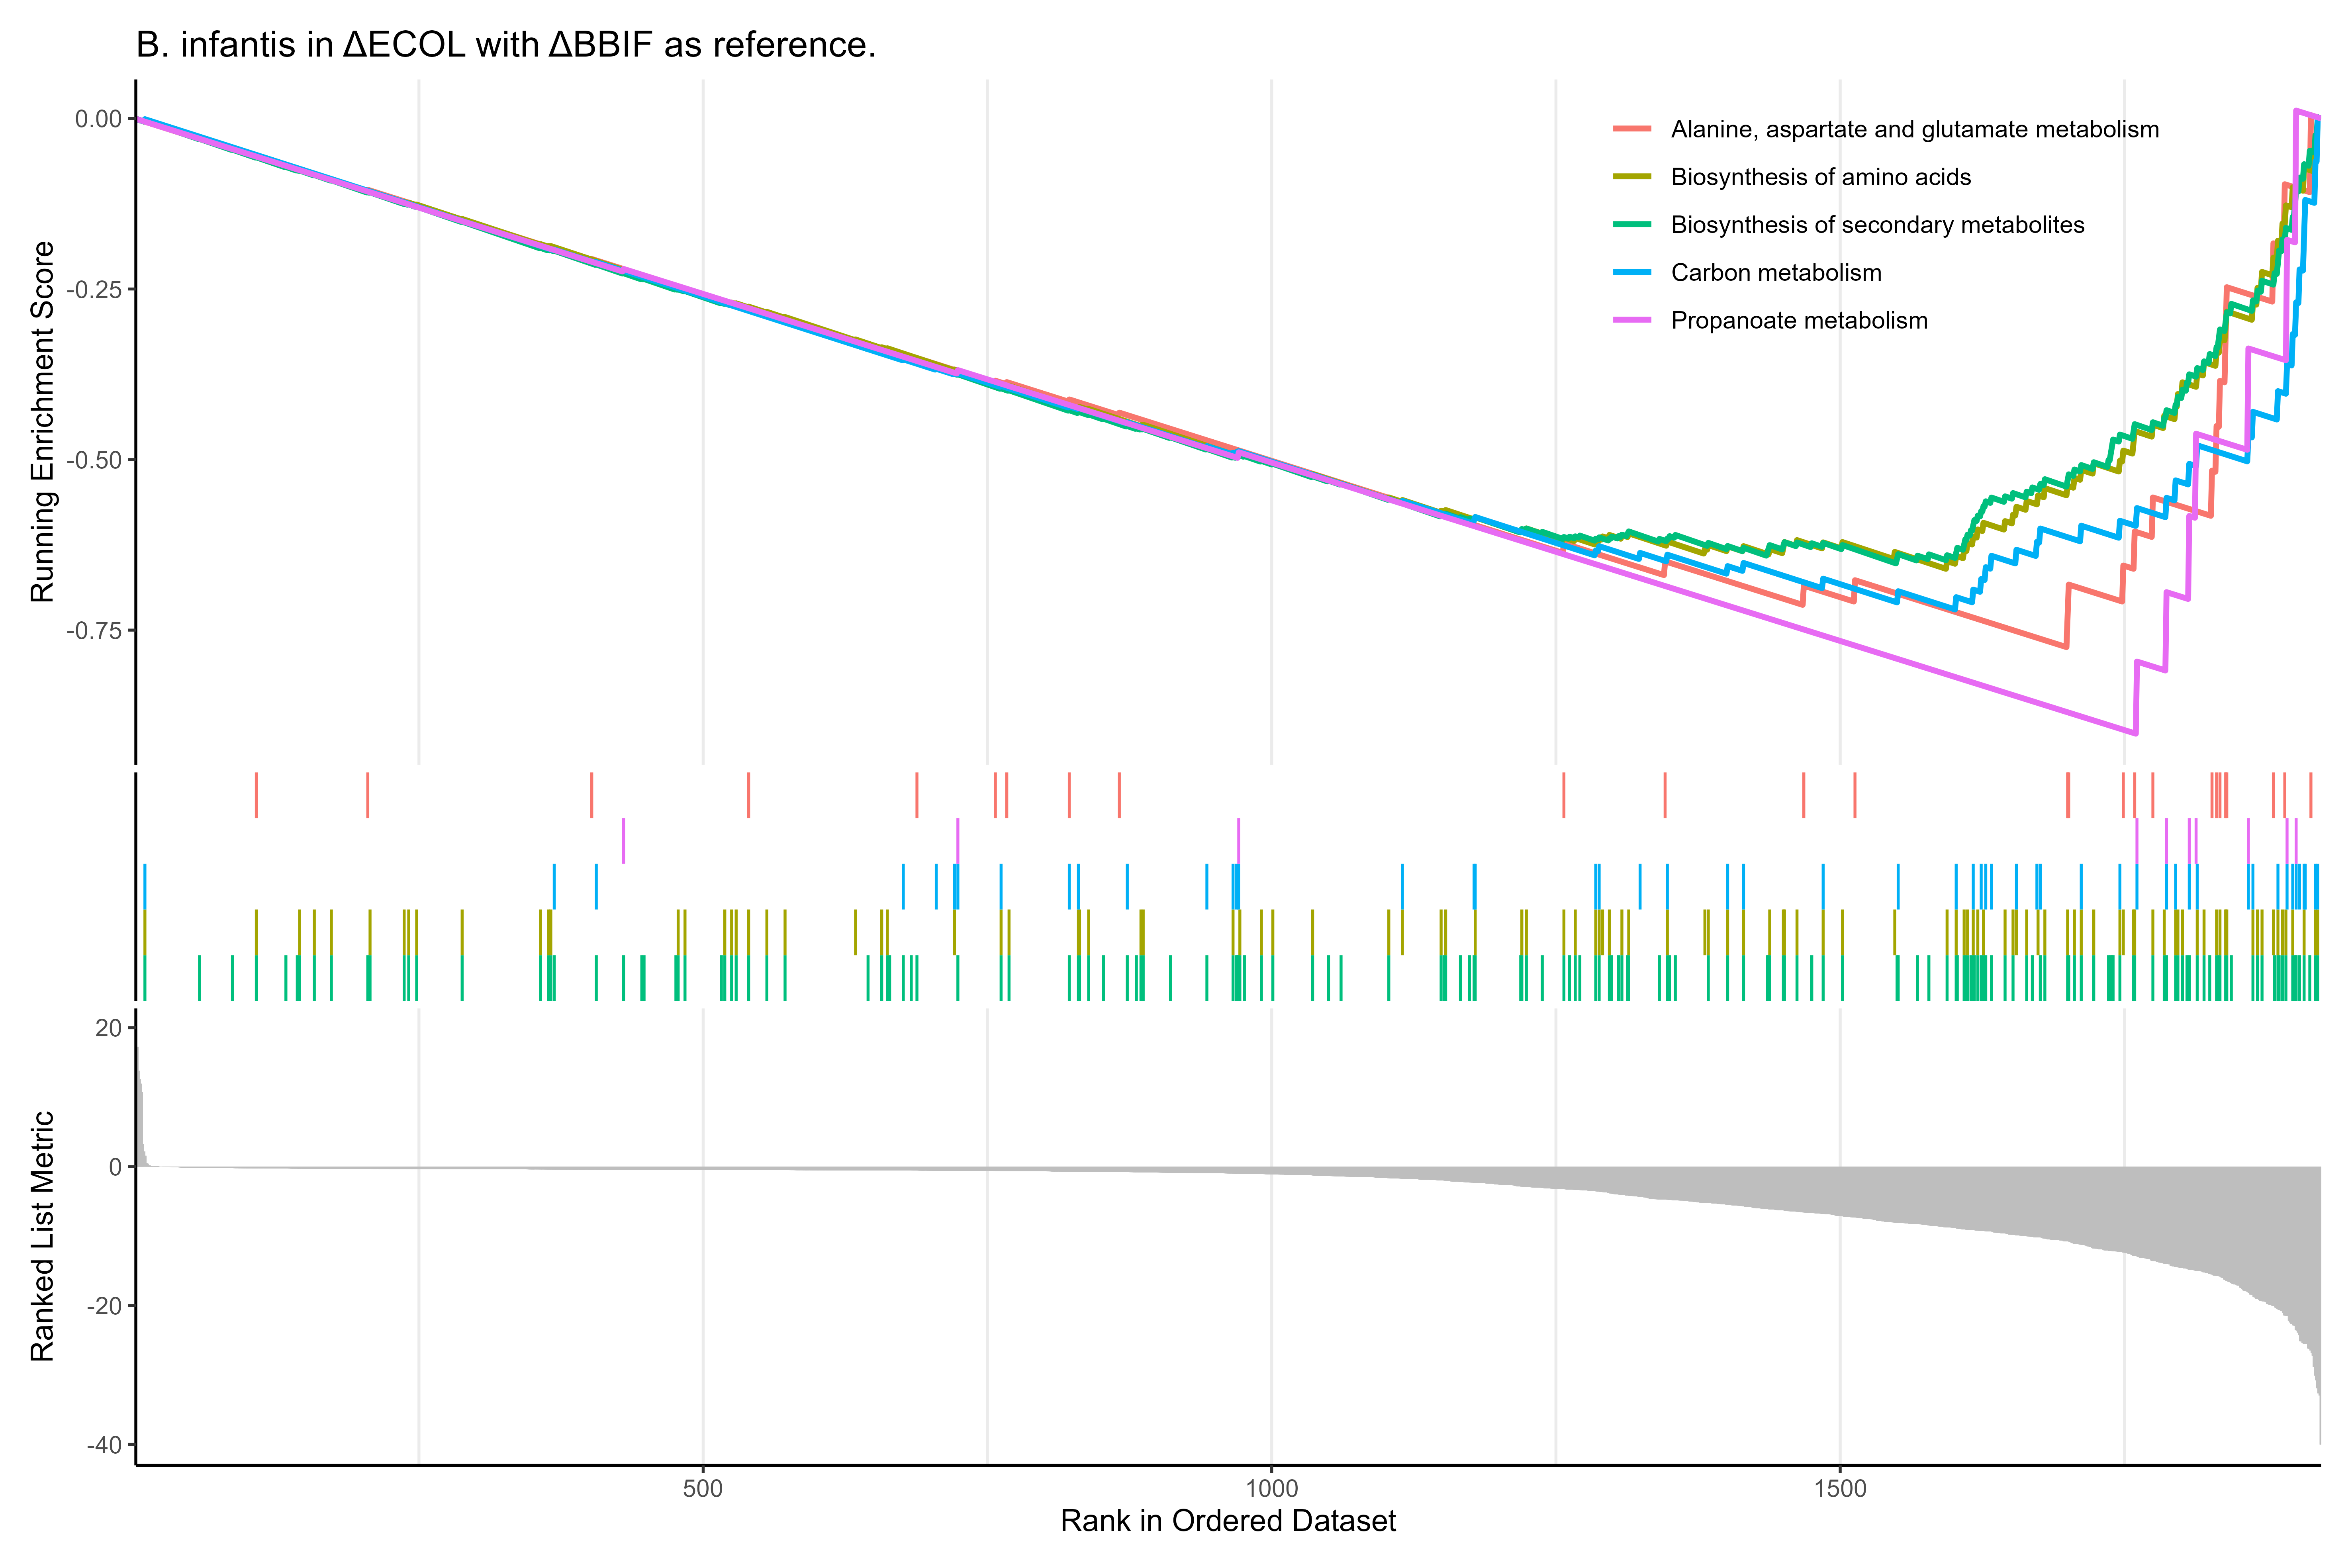 B. infantis in ΔECOL with ΔBBIF as reference.
Running Enrichment Score
0.00
-0.25
-0.50
-0.75
Alanine, aspartate and glutamate metabolism
Biosynthesis of amino acids
Biosynthesis of secondary metabolites
Carbon metabolism
Propanoate metabolism
Ranked List Metric
20
0
-20
-40
500
1000
1500
Rank in Ordered Dataset